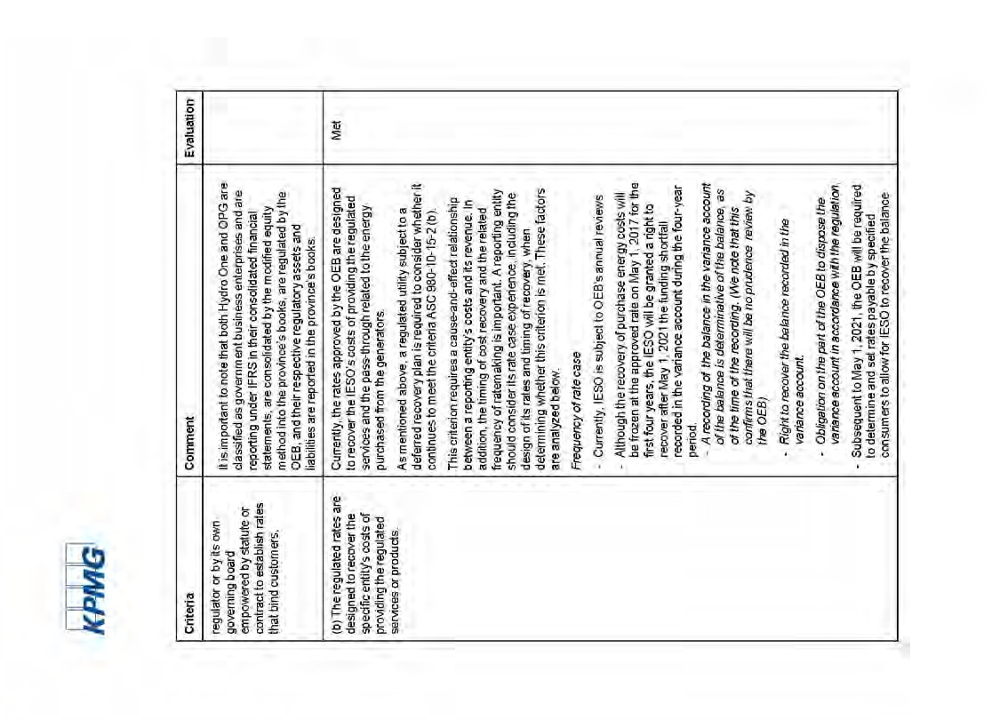 KPMG
Criteria
Comment
Evaluation
regulator or by its own
governing board
empowered by statute or
contract to establish rates
that bind customers.
It is important to note that both Hydro One and OPG are
classified as government business enterprises and are
reporting under IFRS in their consolidated financial
statements, are consolidated by the modified equity
method into the province's books, are regulated by the
OEB, and their respective regulatory assets and
liabilities are reported in the province's books.
(b) The regulated rates are
designed to recover the
specific entity's costs of
providing the regulated
services or products.
Currently, the rates approved by the OEB are designed
to recover the IESO's costs of providing the regulated
services and the pass-through related to the energy
purchased from the generators.
As mentioned above, a regulated utility subject to a
deferred recovery plan is required to consider whether it
continues to meet the criteria ASC 980-10-15-2 (b).
This criterion requires a cause-and-effect relationship
between a reporting entity's costs and its revenue. In
addition, the timing of cost recovery and the related
frequency of ratemaking is important. A reporting entity
should consider its rate case experience, including the
design of its rates and timing of recovery, when
determining whether this criterion is met. These factors
are analyzed below.
Frequency of rate case
- Currently, IESO is subject to OEB's annual reviews
- Although the recovery of purchase energy costs will
be frozen at the approved rate on May 1, 2017 for the
first four years, the IESO will be granted a right to
recover after May 1, 2021 the funding shortfall
recorded in the variance account during the four-year
period.
- A recording of the balance in the variance account
of the balance is determinative of the balance, as
of the time of the recording. (We note that this
confirms that there will be no prudence review by
the OEB)
- Right to recover the balance recorded in the
variance account.
- Obligation on the part of the OEB to dispose the
variance account in accordance with the regulation.
- Subsequent to May 1, 2021, the OEB will be required
to determine and set rates payable by specified
consumers to allow for IESO to recover the balance
Met